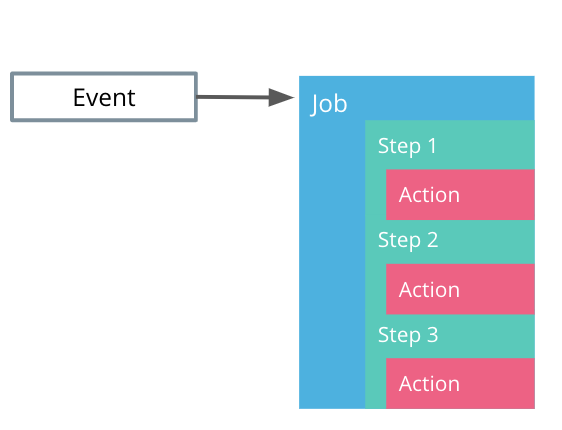 Event
Job
Step 1
Action
Step 2
Action
Step 3
Action